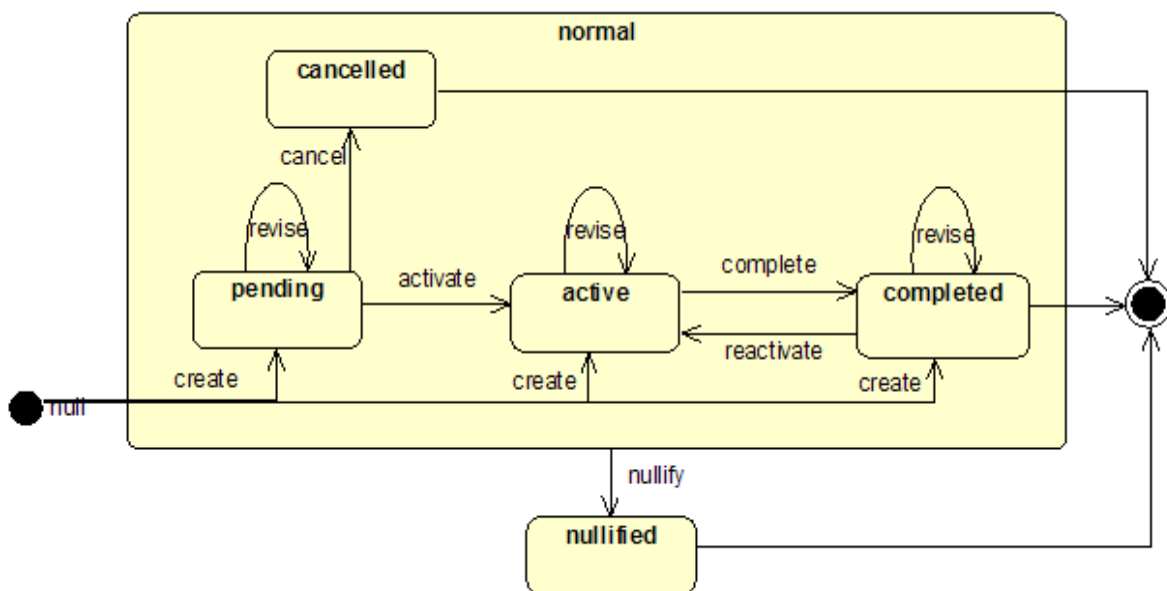 normal
cancelled
cancel
revise
revise
revise
pending
activate
active
complete
completed
reactivate
create
create
create
null
nullify
nullified